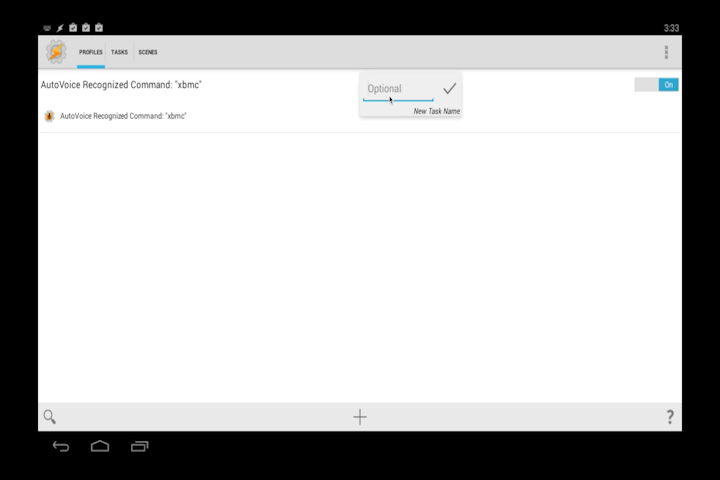 3:33
PROFILES TASKS SCENES
AutoVoice Recognized Command: "xbmc"
On
Optional
New Task Name
AutoVoice Recognized Command: "xbmc"
?